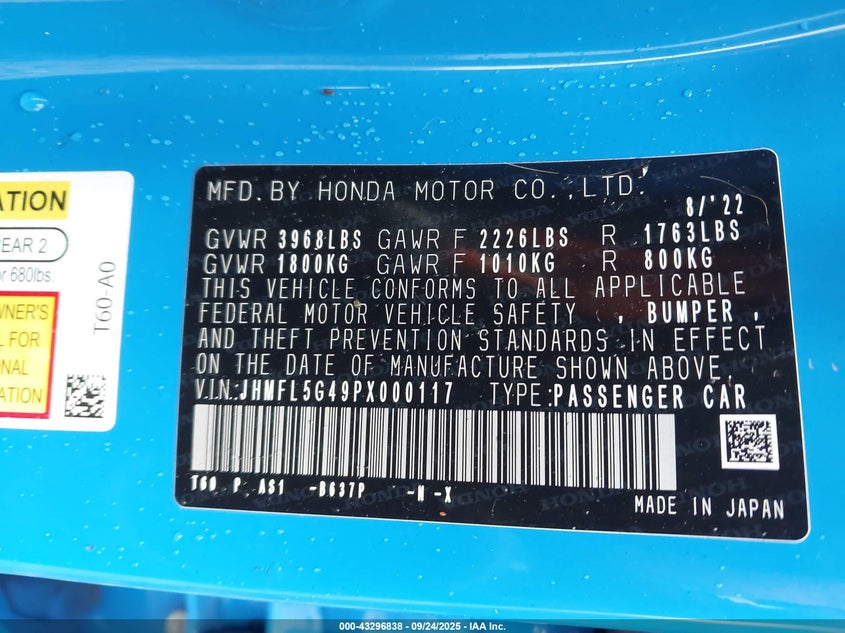 ATION
EAR 2
or 680lbs.
OWNER'S
L FOR
ONAL
ATION
T60-A0
MFD. BY HONDA MOTOR CO.,LTD.
8/'22
GVWR 3968LBS GAWR F 2226LBS R 1763LBS
GVWR 1800KG GAWR F 1010KG R 800KG
THIS VEHICLE CONFORMS TO ALL APPLICABLE
FEDERAL MOTOR VEHICLE SAFETY , BUMPER ,
AND THEFT PREVENTION STANDARDS IN EFFECT
ON THE DATE OF MANUFACTURE SHOWN ABOVE.
V.I.N:JHMFL5G49PX000117 TYPE:PASSENGER CAR
T60 P AS1 -B637P -N -X
MADE IN JAPAN
000-43296838 - 09/24/2025 - IAA Inc.